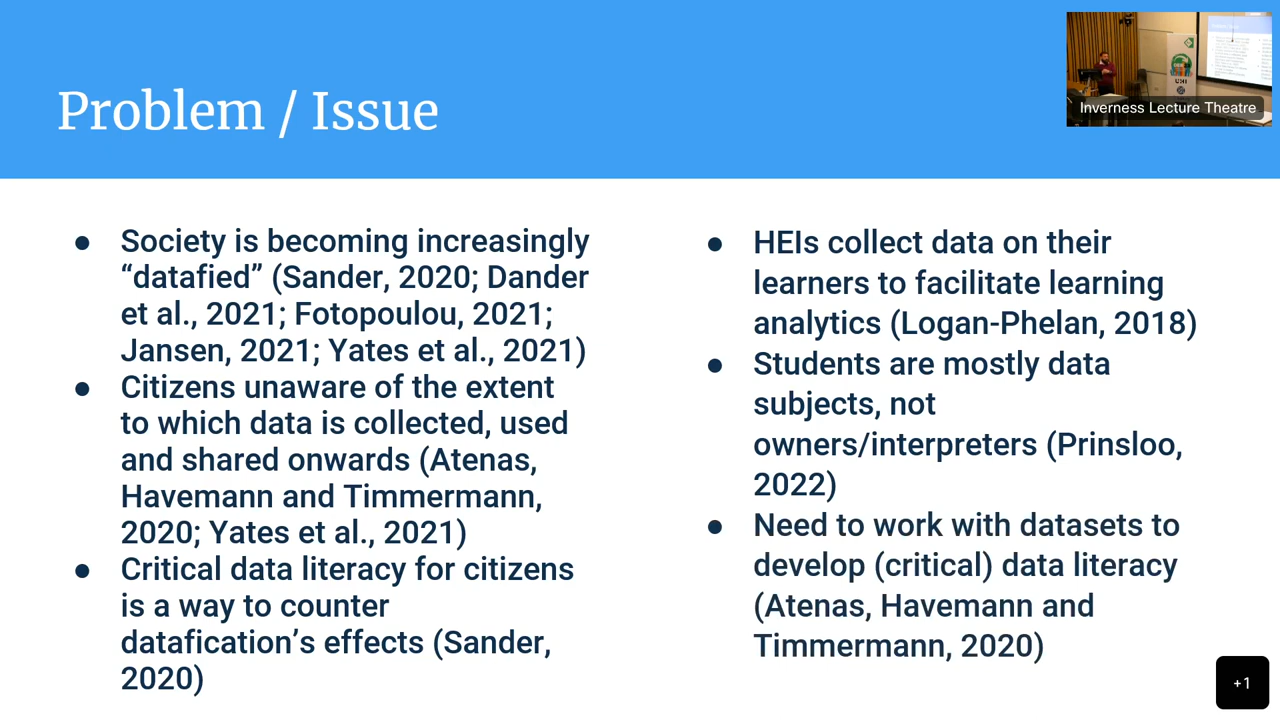 Problem / Issue
Inverness Lecture Theatre
UHI
● Society is becoming increasingly
“datafied” (Sander, 2020; Dander
et al., 2021; Fotopoulou, 2021;
Jansen, 2021; Yates et al., 2021)
● Citizens unaware of the extent
to which data is collected, used
and shared onwards (Atenas,
Havemann and Timmermann,
2020; Yates et al., 2021)
● Critical data literacy for citizens
is a way to counter
datafication’s effects (Sander,
2020)
● HEIs collect data on their
learners to facilitate learning
analytics (Logan-Phelan, 2018)
● Students are mostly data
subjects, not
owners/interpreters (Prinsloo,
2022)
● Need to work with datasets to
develop (critical) data literacy
(Atenas, Havemann and
Timmermann, 2020)
+1